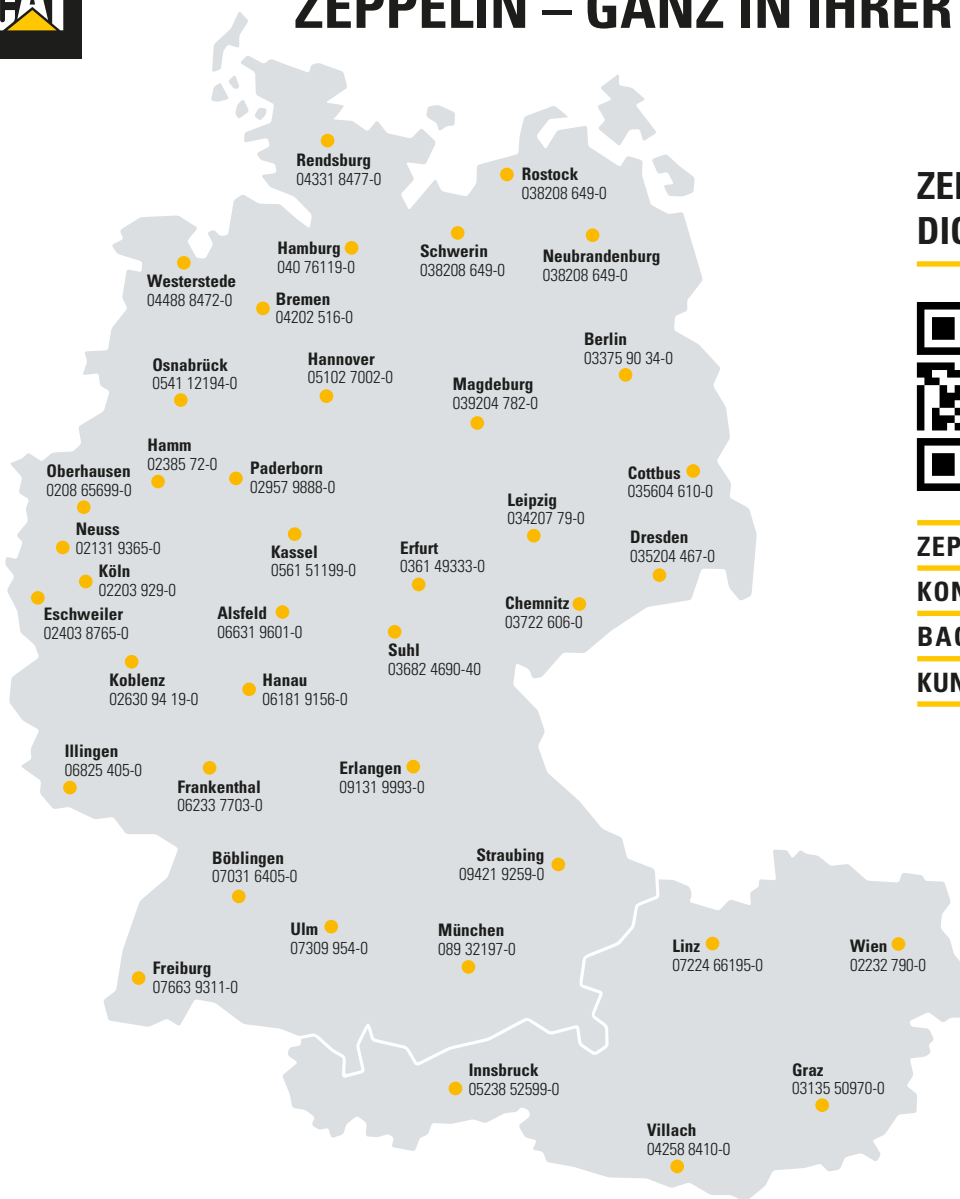 ZEPPELIN – GANZ IN IHRER
Rendsburg
04331 8477-0
Rostock
038208 649-0
Hamburg
040 76119-0
Schwerin
038208 649-0
Neubrandenburg
038208 649-0
Westerstede
04488 8472-0
Bremen
04202 516-0
Berlin
03375 90 34-0
Osnabrück
0541 12194-0
Hannover
05102 7002-0
Magdeburg
039204 782-0
Hamm
02385 72-0
Oberhausen
0208 65699-0
Paderborn
02957 9888-0
Cottbus
035604 610-0
Leipzig
034207 79-0
Neuss
02131 9365-0
Kassel
0561 51199-0
Erfurt
0361 49333-0
Dresden
035204 467-0
Köln
02203 929-0
Eschweiler
02403 8765-0
Alsfeld
06631 9601-0
Chemnitz
03722 606-0
Suhl
03682 4690-40
Koblenz
02630 94 19-0
Hanau
06181 9156-0
Illingen
06825 405-0
Frankenthal
06233 7703-0
Erlangen
09131 9993-0
Böblingen
07031 6405-0
Straubing
09421 9259-0
Ulm
07309 954-0
München
089 32197-0
Freiburg
07663 9311-0
Linz
07224 66195-0
Wien
02232 790-0
Innsbruck
05238 52599-0
Graz
03135 50970-0
Villach
04258 8410-0
ZEP
KON
KUN